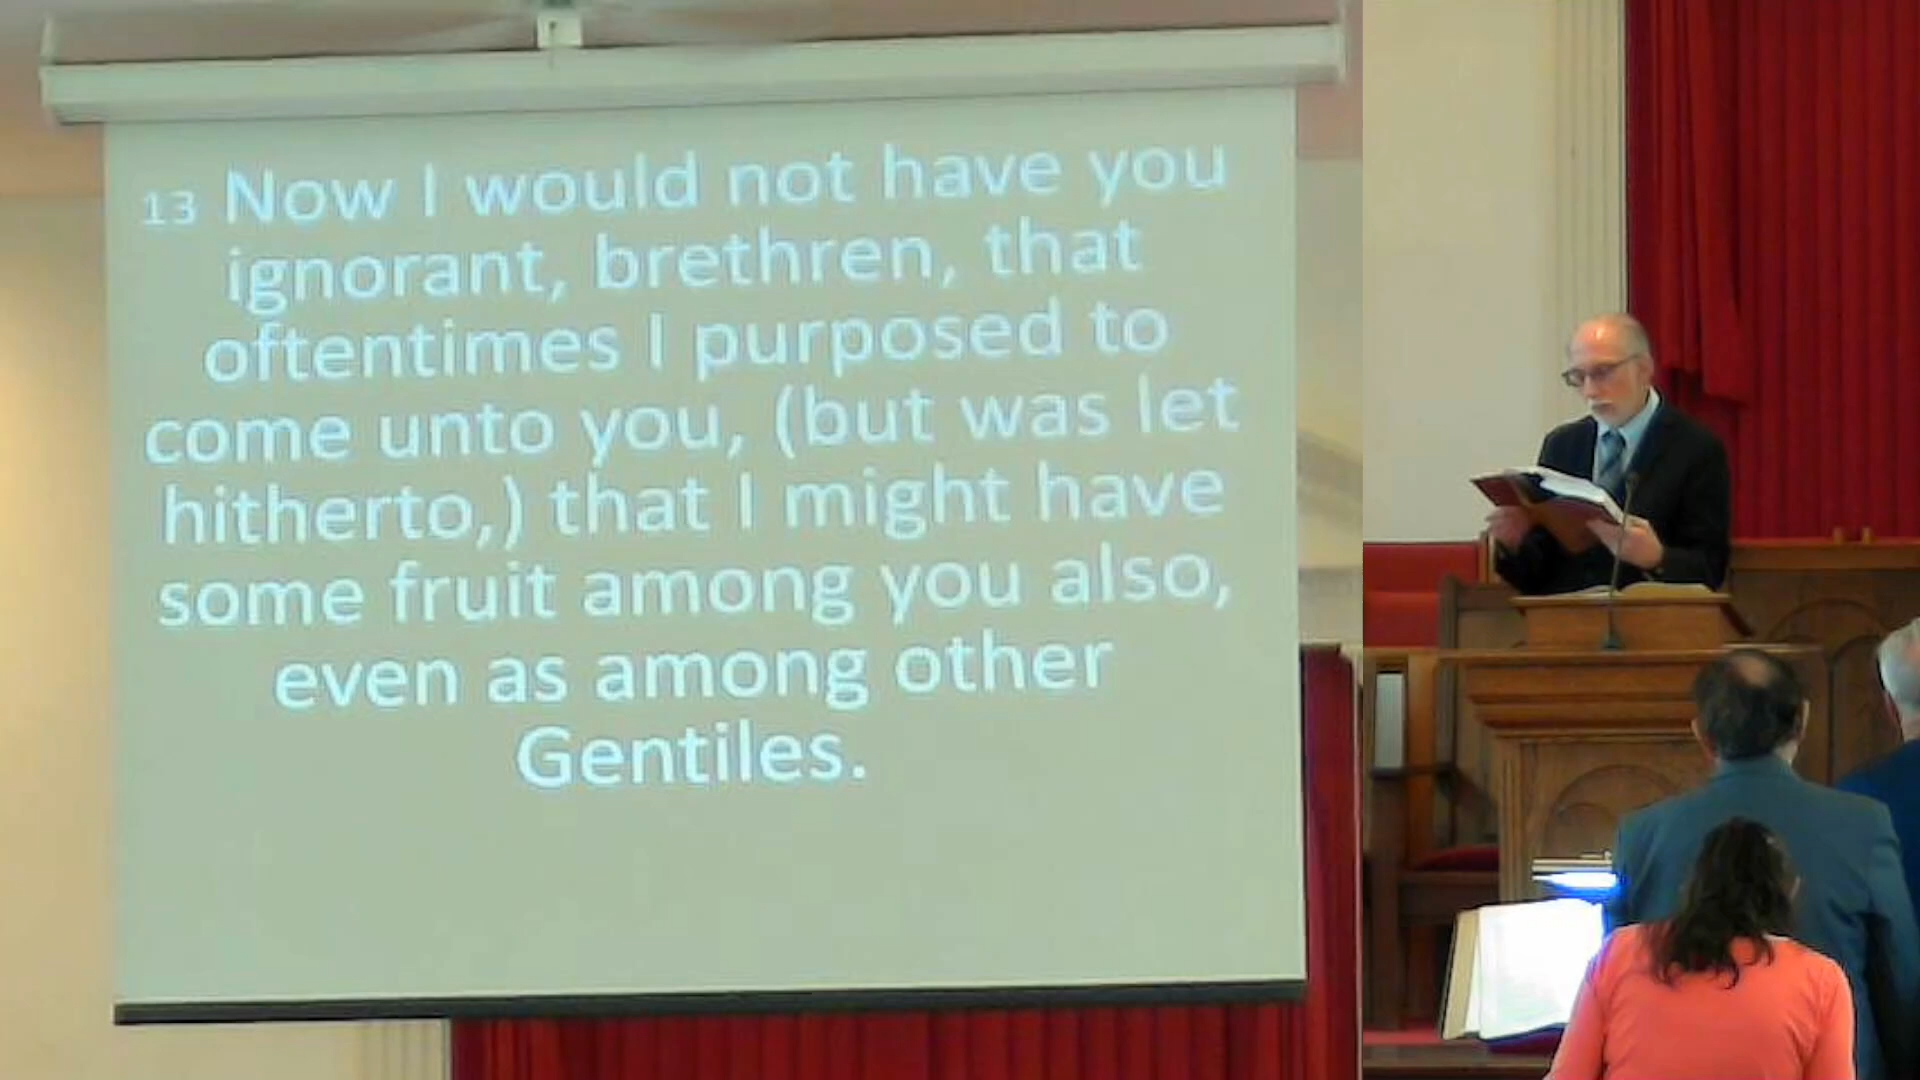 13 Now I would not have you
ignorant, brethren, that
oftentimes I purposed to
come unto you, (but was let
hitherto,) that I might have
some fruit among you also,
even as among other
Gentiles.